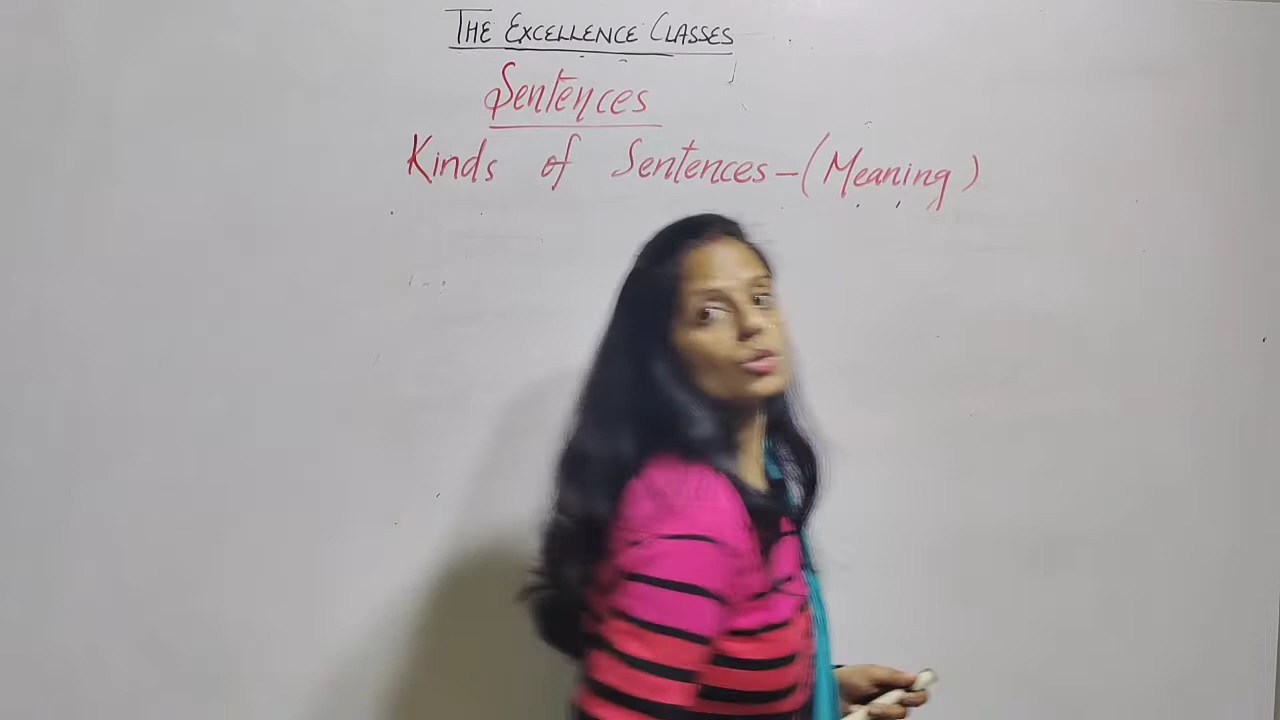 THE EXCELLENCE CLASSES
Sentences
Kinds of Sentences - (Meaning)